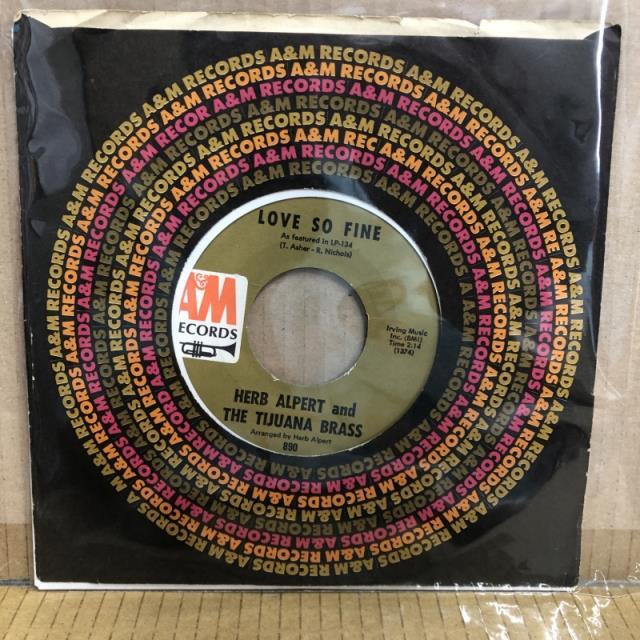 A&M RECORDS A&M RECORDS A&M RECORDS A&M RECORDS
LOVE SO FINE
As featured in LP-134
(T. Asher - R. Nichols)
A&M
ECORDS
Irving Music
Inc. (BMI)
Time 2:14
(1374)
HERB ALPERT and
THE TIJUANA BRASS
Arranged by Herb Alpert
890